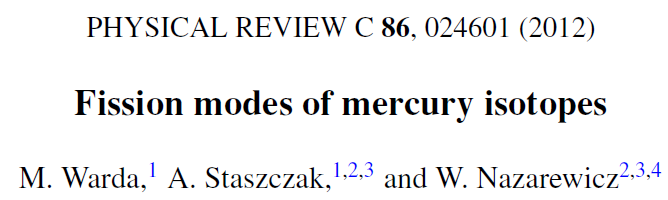 PHYSICAL REVIEW C 86, 024601 (2012)
Fission modes of mercury isotopes
M. Warda,1 A. Staszczak,1,2,3 and W. Nazarewicz2,3,4